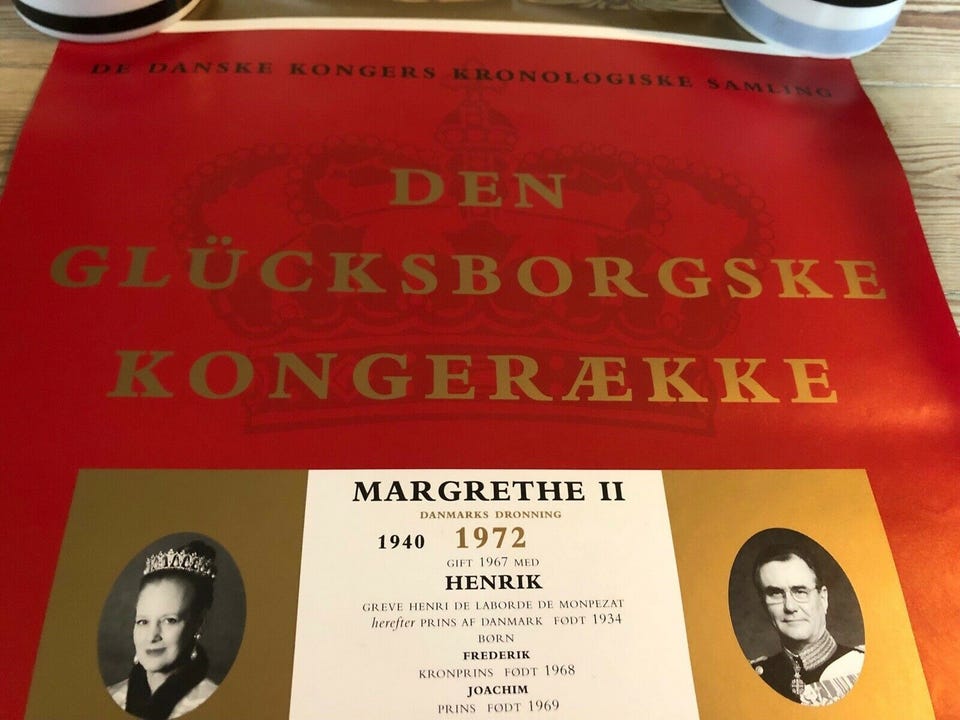 DE DANSKE KONGERS KRONOLOGISKE SAMLING
DEN
GLÜCKSBORGSKE
KONGERÆKKE
MARGRETHE II
DANMARKS DRONNING
1940 1972
GIFT 1967 MED
HENRIK
GREVE HENRI DE LABORDE DE MONPEZAT
herefter PRINS AF DANMARK FØDT 1934
BØRN
FREDERIK
KRONPRINS FØDT 1968
JOACHIM
PRINS FØDT 1969